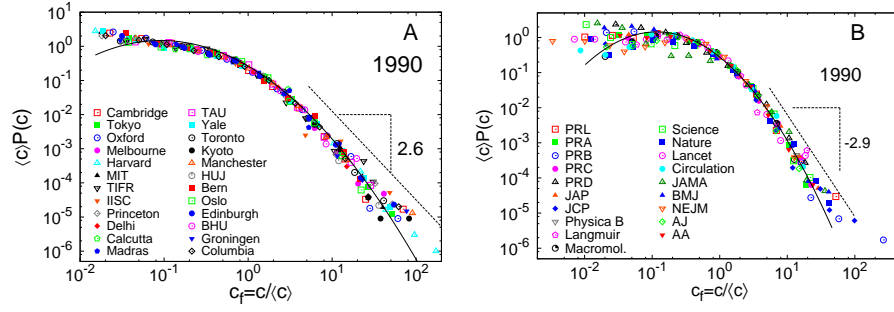 A
1990
⟨c⟩P(c)
10^1
10^0
10^-1
10^-2
10^-3
10^-4
10^-5
10^-6
2.6
Cambridge
Tokyo
Oxford
Melbourne
Harvard
MIT
TIFR
IISC
Princeton
Delhi
Calcutta
Madras
TAU
Yale
Toronto
Kyoto
Manchester
HUJ
Bern
Oslo
Edinburgh
BHU
Groningen
Columbia
10^-2 10^-1 10^0 10^1 10^2
c_f=c/⟨c⟩
B
1990
⟨c⟩P(c)
10^1
10^0
10^-1
10^-2
10^-3
10^-4
10^-5
10^-6
-2.9
PRL
PRA
PRB
PRC
PRD
JAP
JCP
Physica B
Langmuir
Macromol.
Science
Nature
Lancet
Circulation
JAMA
BMJ
NEJM
AJ
AA
10^-2 10^-1 10^0 10^1 10^2
c_f=c/⟨c⟩